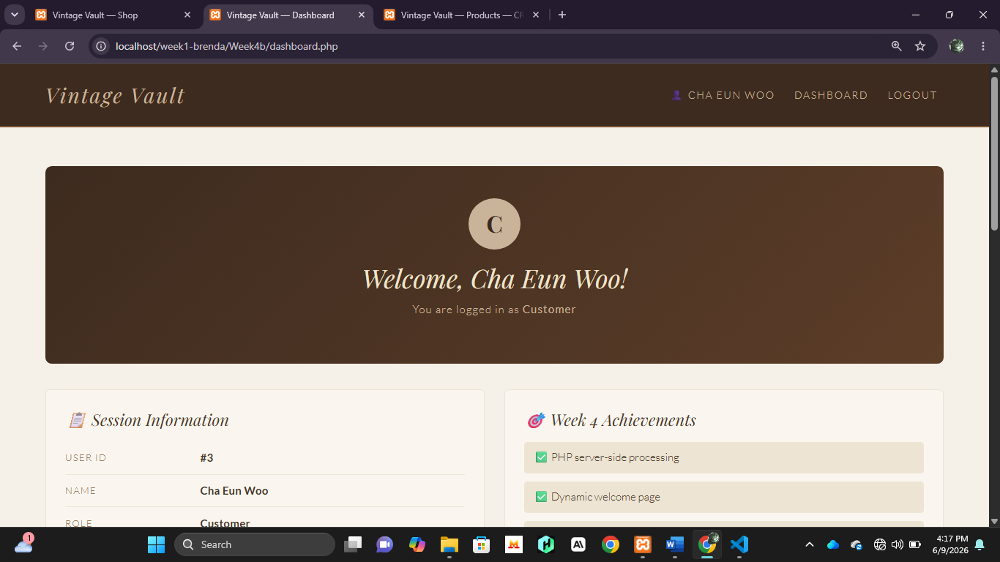 Vintage Vault — Shop
Vintage Vault — Dashboard
Vintage Vault — Products — CR
localhost/week1-brenda/Week4b/dashboard.php
Vintage Vault
CHA EUN WOO
DASHBOARD
LOGOUT
C
Welcome, Cha Eun Woo!
You are logged in as Customer
Session Information
USER ID #3
NAME Cha Eun Woo
ROLE Customer
Week 4 Achievements
PHP server-side processing
Dynamic welcome page
1
Search
4:17 PM
6/9/2026